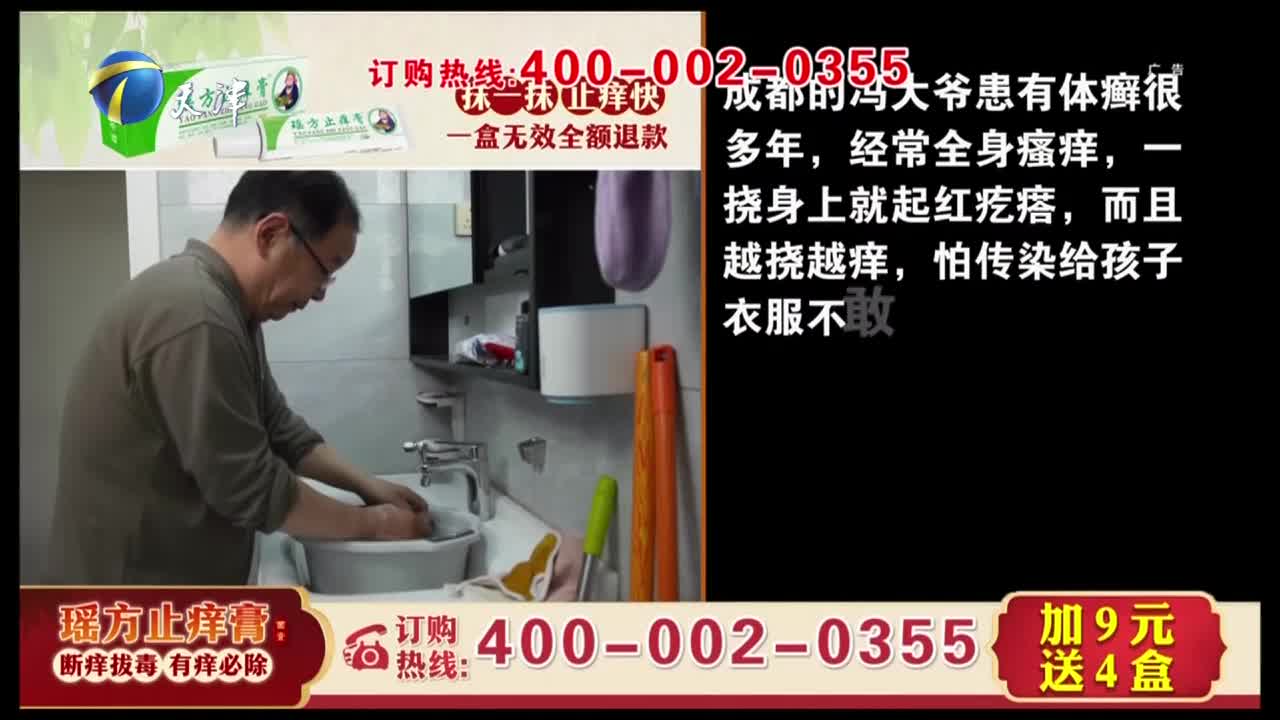 天津
订购热线:400-002-0355
广告
瑶方止痒膏
抹一抹 止痒快
一盒无效全额退款
成都的冯大爷患有体癣很
多年，经常全身瘙痒，一
挠身上就起红疙瘩，而且
越挠越痒，怕传染给孩子
衣服不敢
瑶方止痒膏
断痒拔毒 有痒必除
订购
热线:
400-002-0355
加9元
送4盒